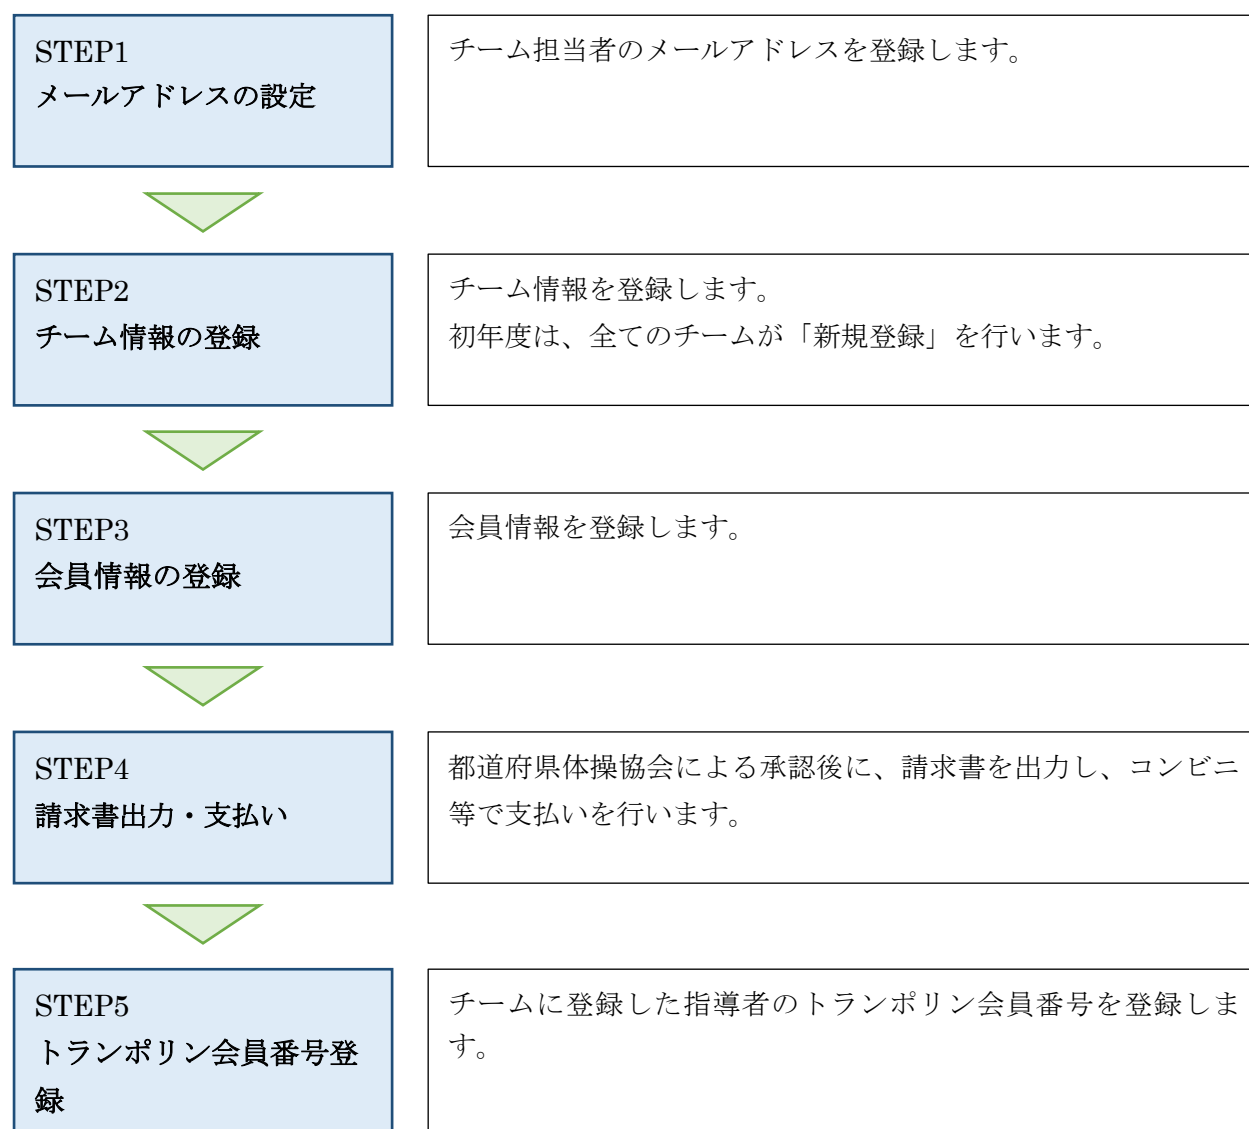 STEP1
メールアドレスの設定
チーム担当者のメールアドレスを登録します。
STEP2
チーム情報の登録
チーム情報を登録します。
初年度は、全てのチームが「新規登録」を行います。
STEP3
会員情報の登録
会員情報を登録します。
STEP4
請求書出力・支払い
都道府県体操協会による承認後に、請求書を出力し、コンビニ
等で支払いを行います。
STEP5
トランポリン会員番号登
録
チームに登録した指導者のトランポリン会員番号を登録しま
す。